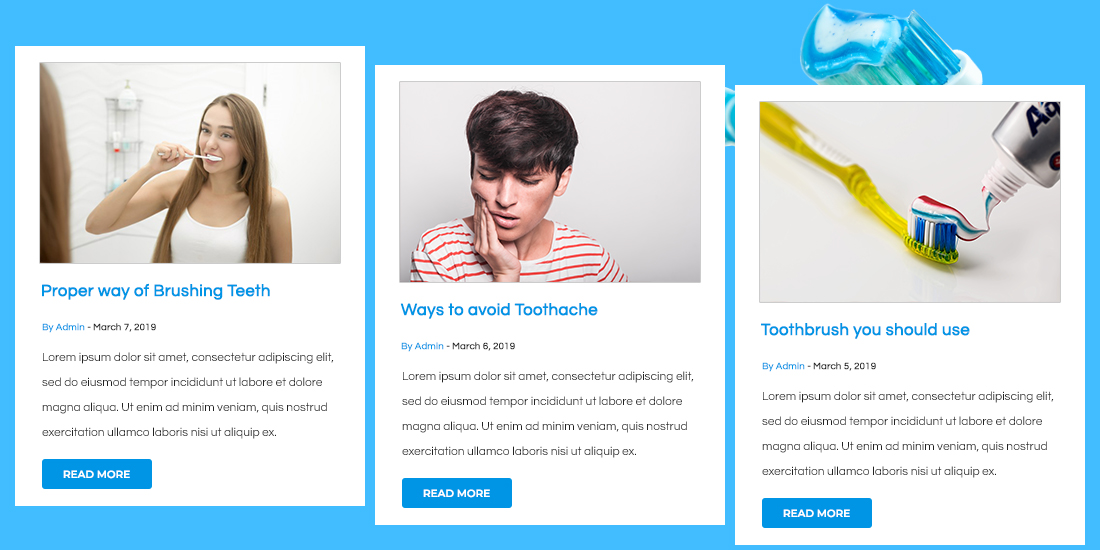 Proper way of Brushing Teeth
By Admin - March 7, 2019
Lorem ipsum dolor sit amet, consectetur adipiscing elit,
sed do eiusmod tempor incididunt ut labore et dolore
magna aliqua. Ut enim ad minim veniam, quis nostrud
exercitation ullamco laboris nisi ut aliquip ex.
READ MORE
Ways to avoid Toothache
By Admin - March 6, 2019
Lorem ipsum dolor sit amet, consectetur adipiscing elit,
sed do eiusmod tempor incididunt ut labore et dolore
magna aliqua. Ut enim ad minim veniam, quis nostrud
exercitation ullamco laboris nisi ut aliquip ex.
READ MORE
Toothbrush you should use
By Admin - March 5, 2019
Lorem ipsum dolor sit amet, consectetur adipiscing elit,
sed do eiusmod tempor incididunt ut labore et dolore
magna aliqua. Ut enim ad minim veniam, quis nostrud
exercitation ullamco laboris nisi ut aliquip ex.
READ MORE